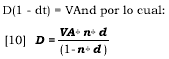 D(1 - dt) = VAnd por lo cual:
[10] D = VA÷ n÷ d
(1- n÷ d )